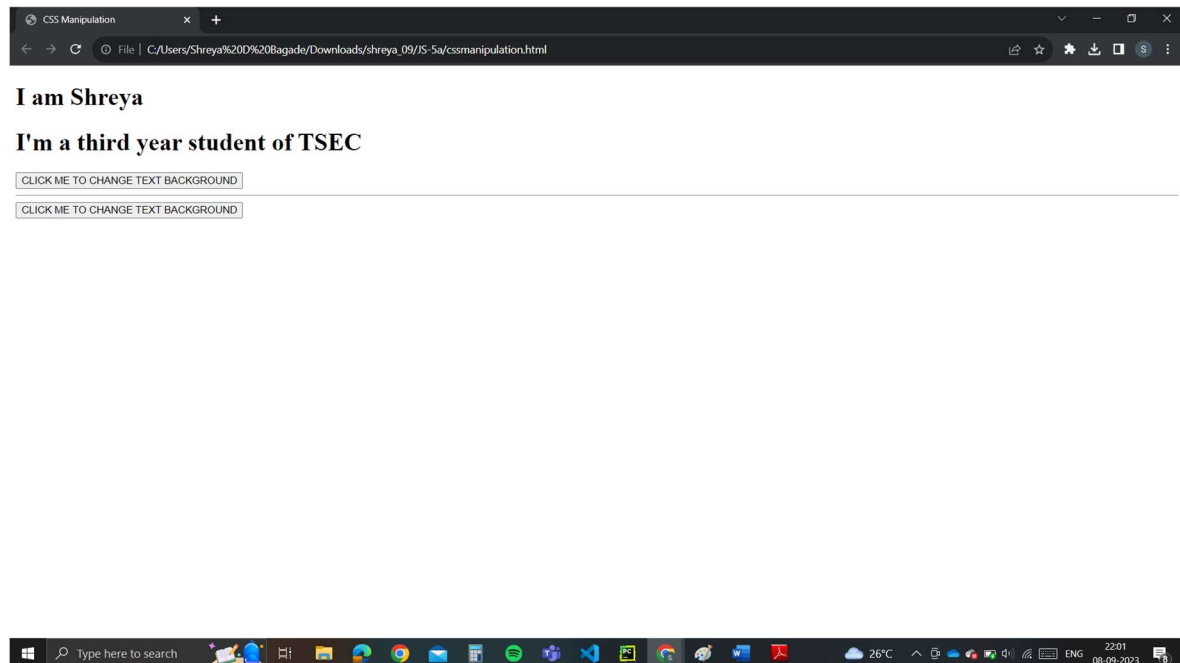 CSS Manipulation
File C:/Users/Shreya%20D%20Bagade/Downloads/shreya_09/JS-5a/cssmanipulation.html
S
I am Shreya
I'm a third year student of TSEC
CLICK ME TO CHANGE TEXT BACKGROUND
CLICK ME TO CHANGE TEXT BACKGROUND
Type here to search
PC
W
26°C
ENG
22:01
08-09-2023
8